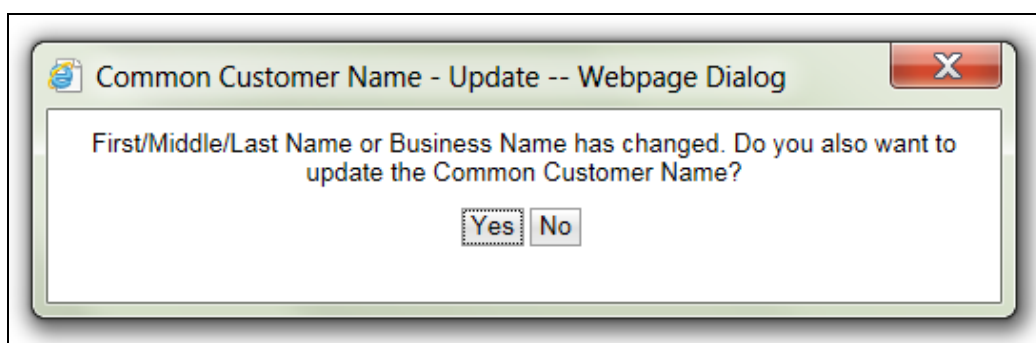 Common Customer Name - Update -- Webpage Dialog
X
First/Middle/Last Name or Business Name has changed. Do you also want to
update the Common Customer Name?
Yes No